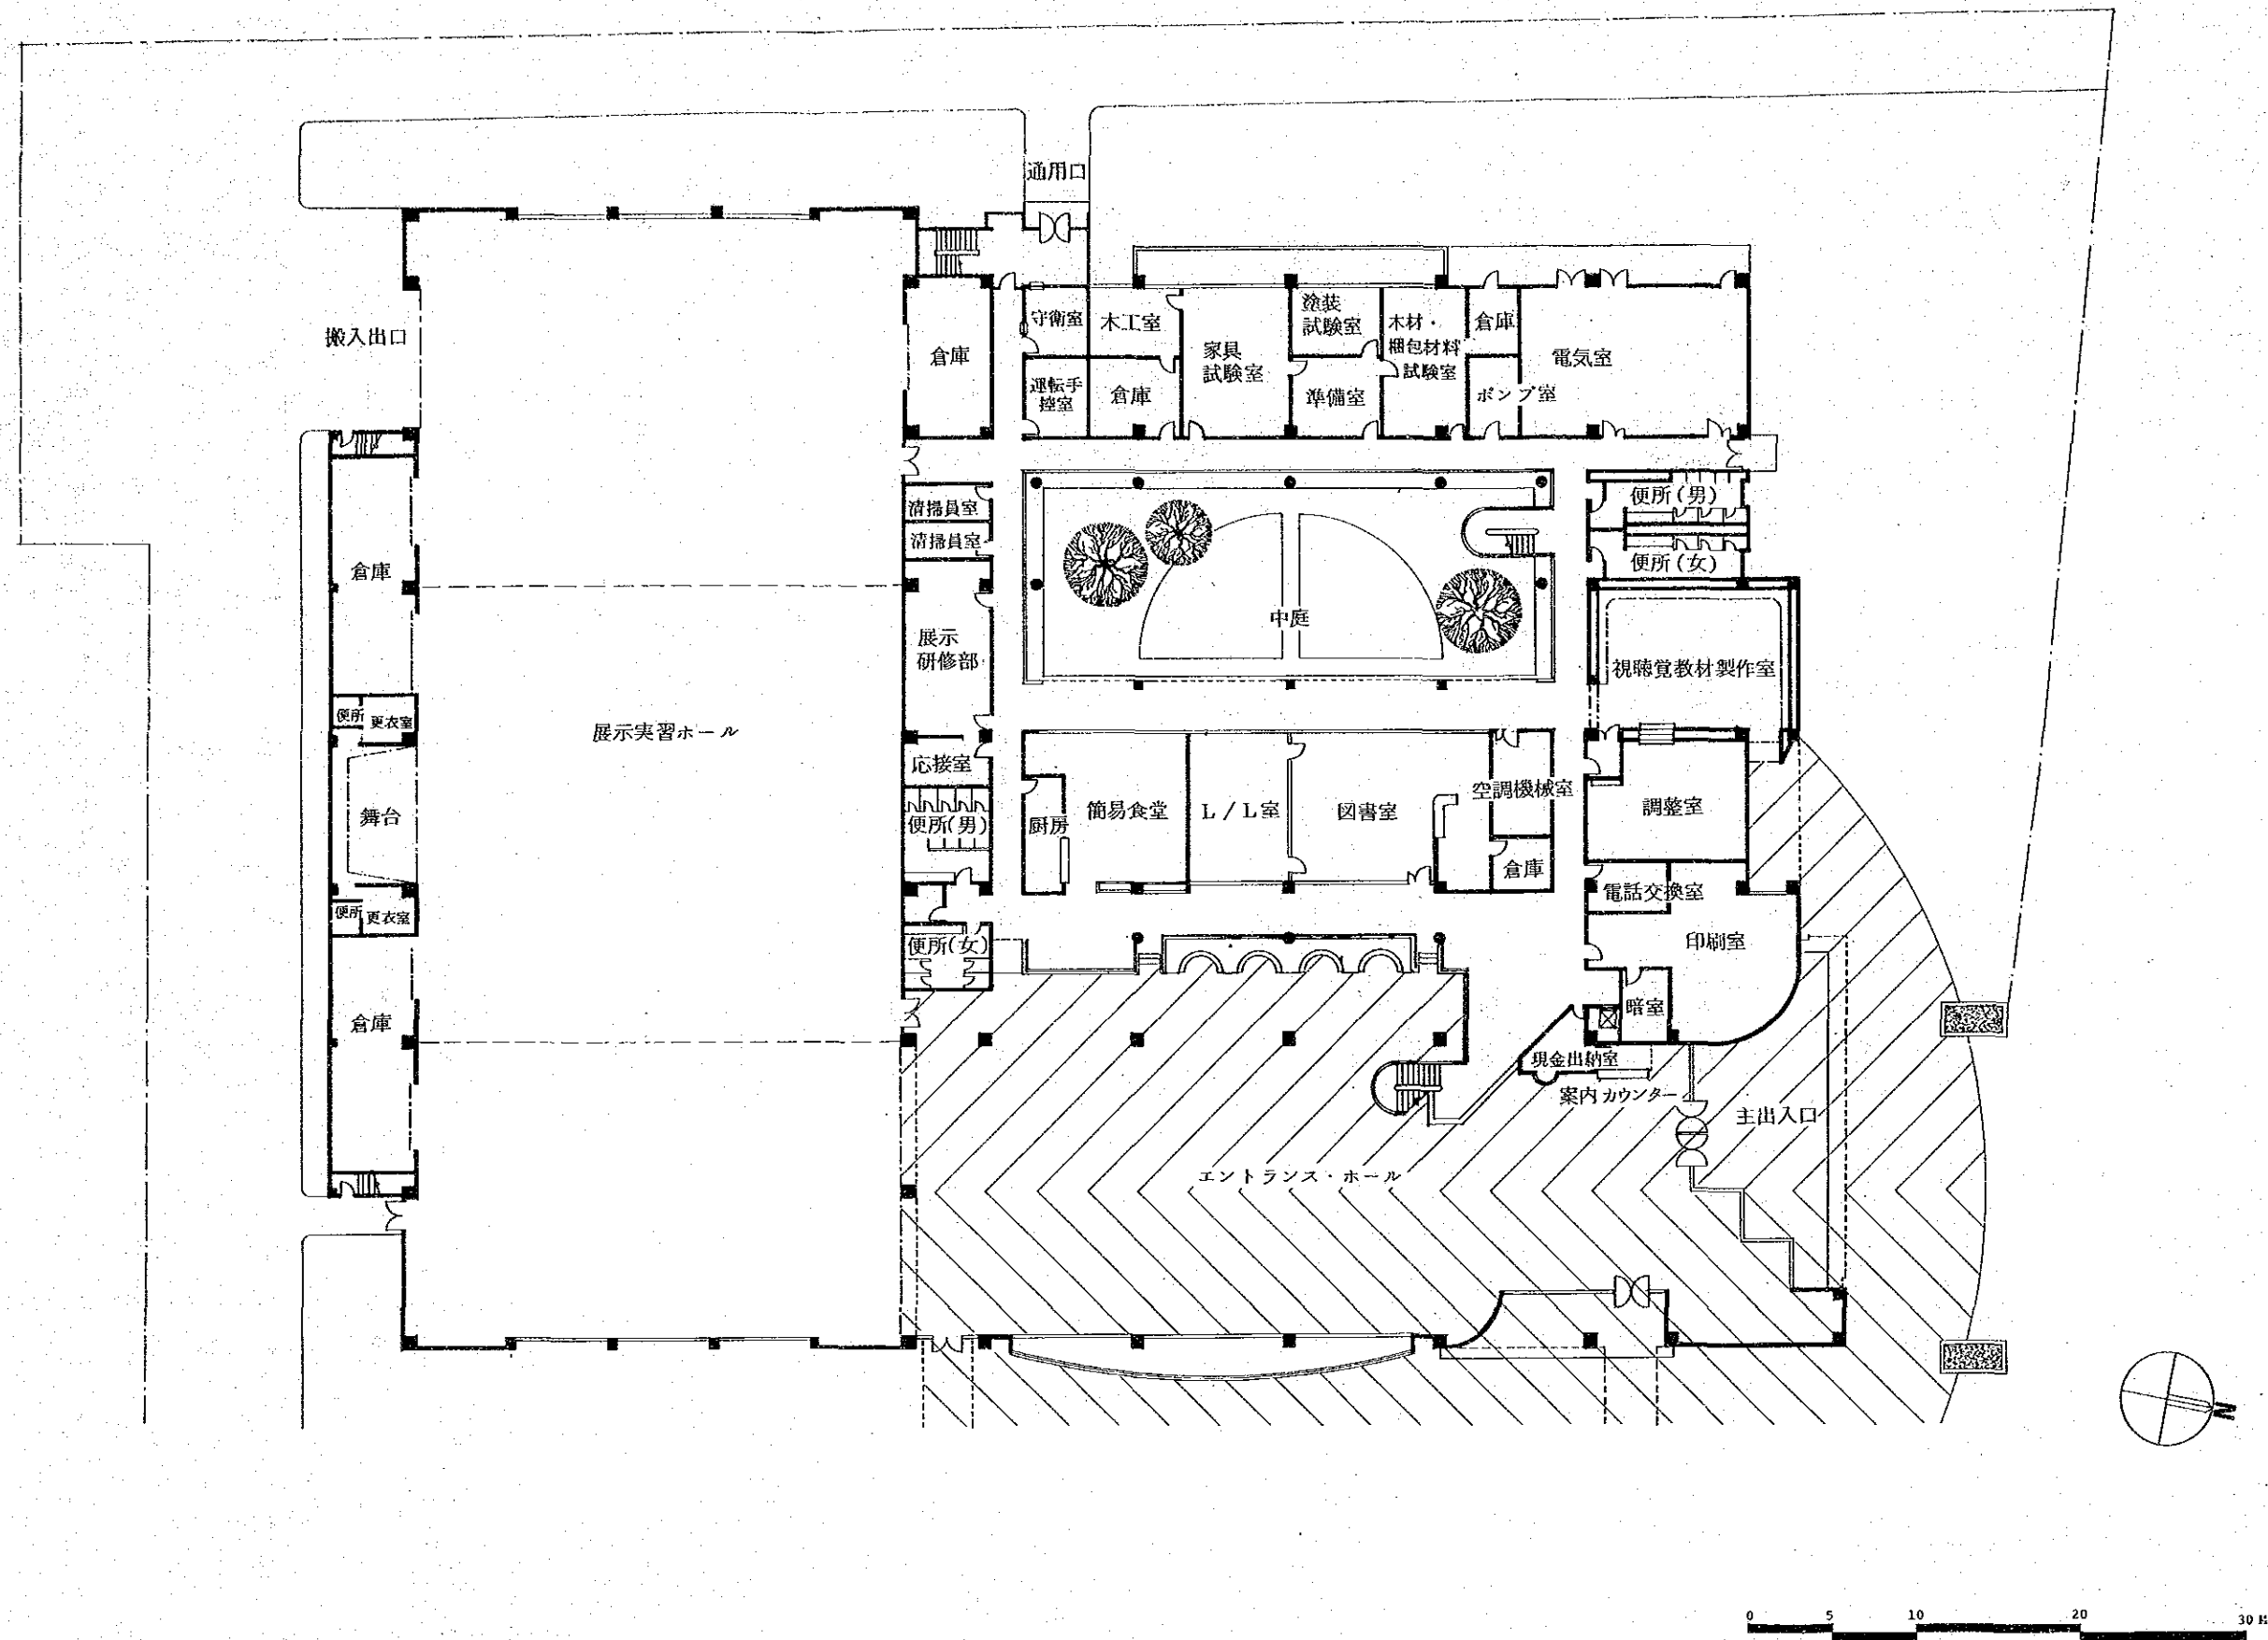 通用口
搬入出口
倉庫
守衛室
木工室
家具
試験室
塗装
試験室
木材・
梱包材料
試験室
倉庫
電気室
運転手
控室
倉庫
準備室
ポンプ室
清掃員室
清掃員室
便所(男)
便所(女)
倉庫
展示
研修部
中庭
視聴覚教材製作室
便所
更衣室
展示実習ホール
応接室
舞台
便所(男)
厨房
簡易食堂
L/L室
図書室
空調機械室
倉庫
調整室
電話交換室
便所
更衣室
便所(女)
印刷室
倉庫
暗室
現金出納室
案内カウンター
主出入口
エントランス・ホール
N
0 5 10 20 30M